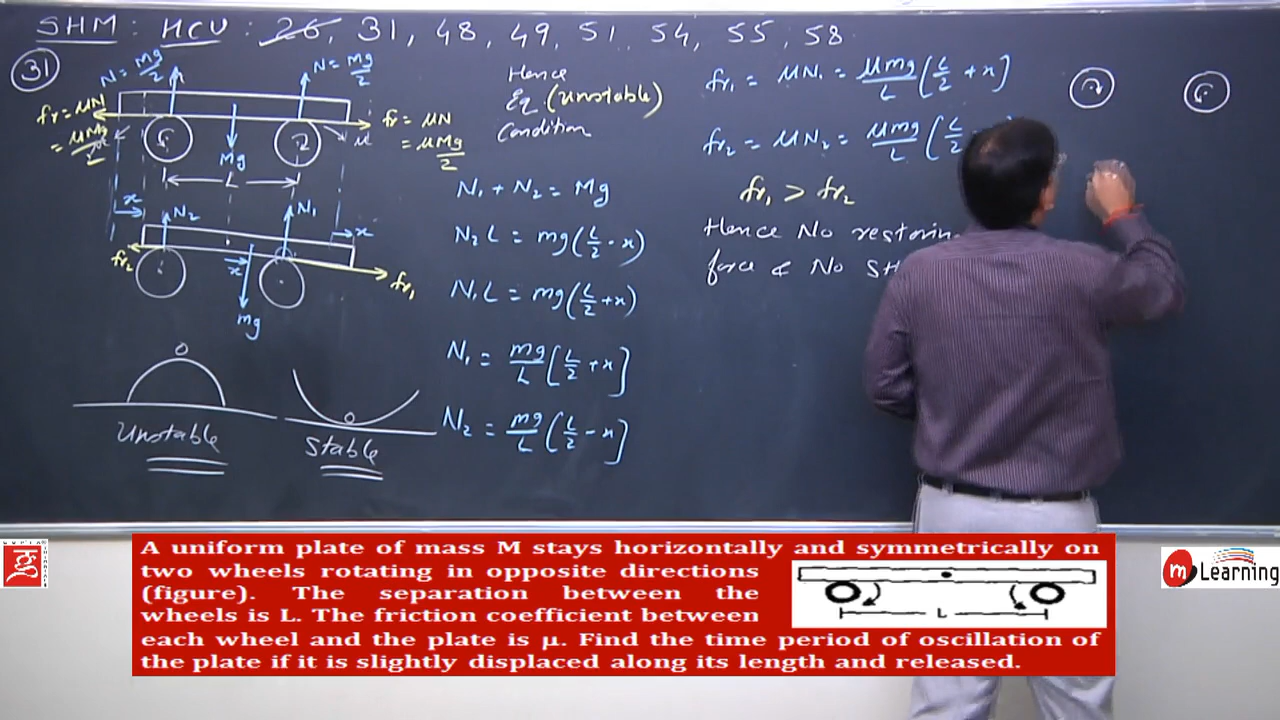 SHM : HCU : 26, 31, 48, 49, 51, 54, 55, 58
31
N = Mg/2
N = Mg/2
fr = μN
= μMg/2
fr = μN
= μMg/2
μ
Mg
L
x
N2
N1
x
fr2
x
fr1
mg
Unstable
Stable
Hence
Eq. (unstable)
Condition
N1 + N2 = Mg
N2 L = mg(L/2 - x)
N1 L = mg(L/2 + x)
N1 = mg/L [L/2 + x]
N2 = mg/L [L/2 - x]
fr1 = μN1 = μmg/L [L/2 + x]
fr2 = μN2 = μmg/L [L/2
fr1 > fr2
Hence No restoring
force & No SH
A uniform plate of mass M stays horizontally and symmetrically on
two wheels rotating in opposite directions
(figure). The separation between the
wheels is L. The friction coefficient between
each wheel and the plate is μ. Find the time period of oscillation of
the plate if it is slightly displaced along its length and released.
L
m Learning